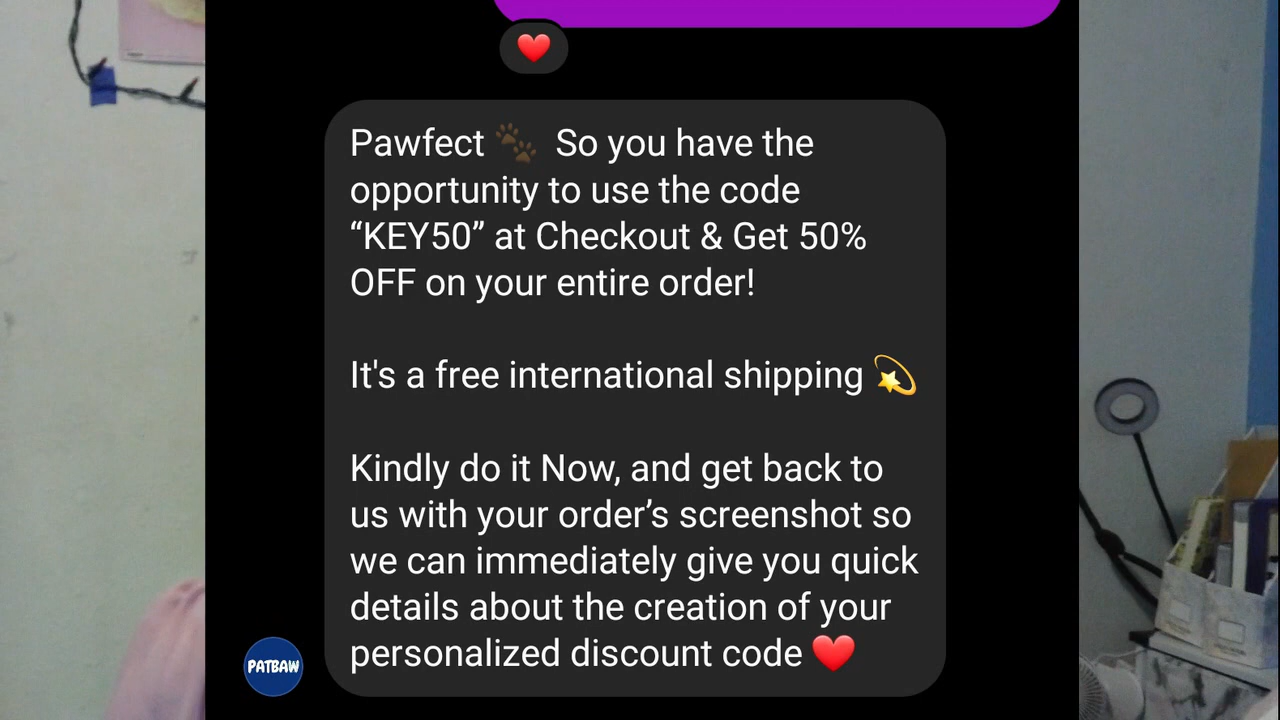 Pawfect 🐾 So you have the
opportunity to use the code
“KEY50” at Checkout & Get 50%
OFF on your entire order!
It's a free international shipping 💫
Kindly do it Now, and get back to
us with your order’s screenshot so
we can immediately give you quick
details about the creation of your
personalized discount code ❤️
PATBAW